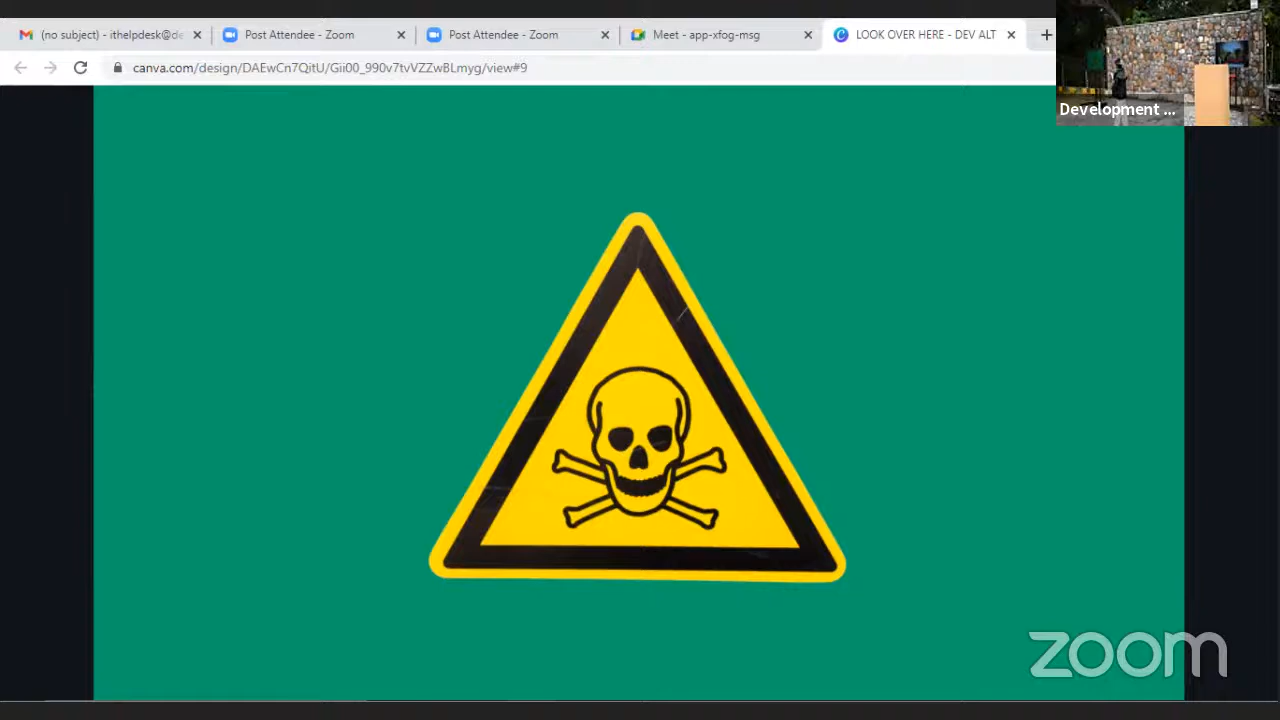 (no subject) - ithelpdesk@de
Post Attendee - Zoom
Post Attendee - Zoom
Meet - app-xfog-msg
LOOK OVER HERE - DEV ALT
canva.com/design/DAEwCn7QitU/Gii00_990v7tvVZZwBLmyg/view#9
Development ...
zoom